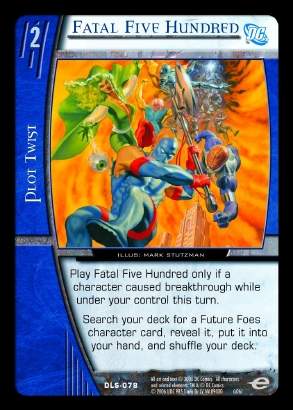 2
FATAL FIVE HUNDRED
DC
PLOT TWIST
ILLUS: MARK STUTZMAN
Play Fatal Five Hundred only if a
character caused breakthrough while
under your control this turn.
Search your deck for a Future Foes
character card, reveal it, put it into
your hand, and shuffle your deck.
DLS-078